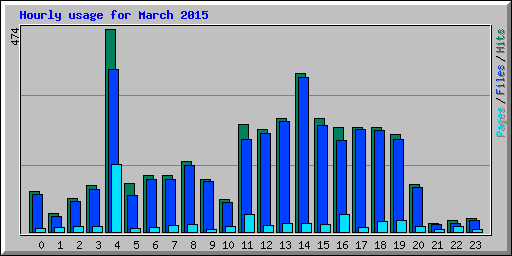 Hourly usage for March 2015
474
Pages / Files / Hits
0 1 2 3 4 5 6 7 8 9 10 11 12 13 14 15 16 17 18 19 20 21 22 23